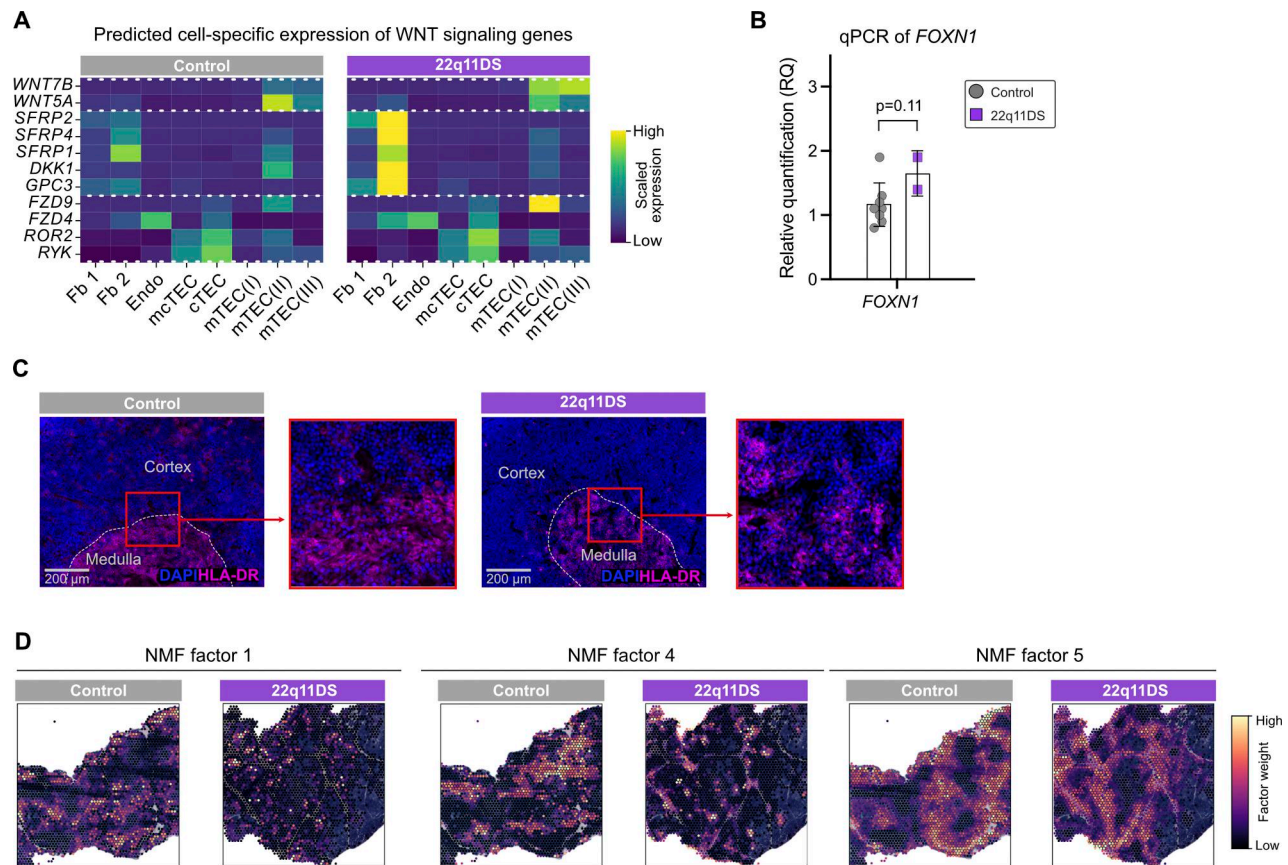 A
Predicted cell-specific expression of WNT signaling genes
Control
22q11DS
WNT7B
WNT5A
SFRP2
SFRP4
SFRP1
DKK1
GPC3
FZD9
FZD4
ROR2
RYK
Fb 1
Fb 2
Endo
mcTEC
cTEC
mTEC(I)
mTEC(II)
mTEC(III)
Fb 1
Fb 2
Endo
mcTEC
cTEC
mTEC(I)
mTEC(II)
mTEC(III)
High
Scaled
expression
Low
B
qPCR of FOXN1
Relative quantification (RQ)
3
2
1
0
p=0.11
FOXN1
Control
22q11DS
C
Control
Cortex
Medulla
200 µm
DAPIHLA-DR
22q11DS
Cortex
Medulla
200 µm
DAPIHLA-DR
D
NMF factor 1
NMF factor 4
NMF factor 5
Control
22q11DS
Control
22q11DS
Control
22q11DS
High
Factor weight
Low